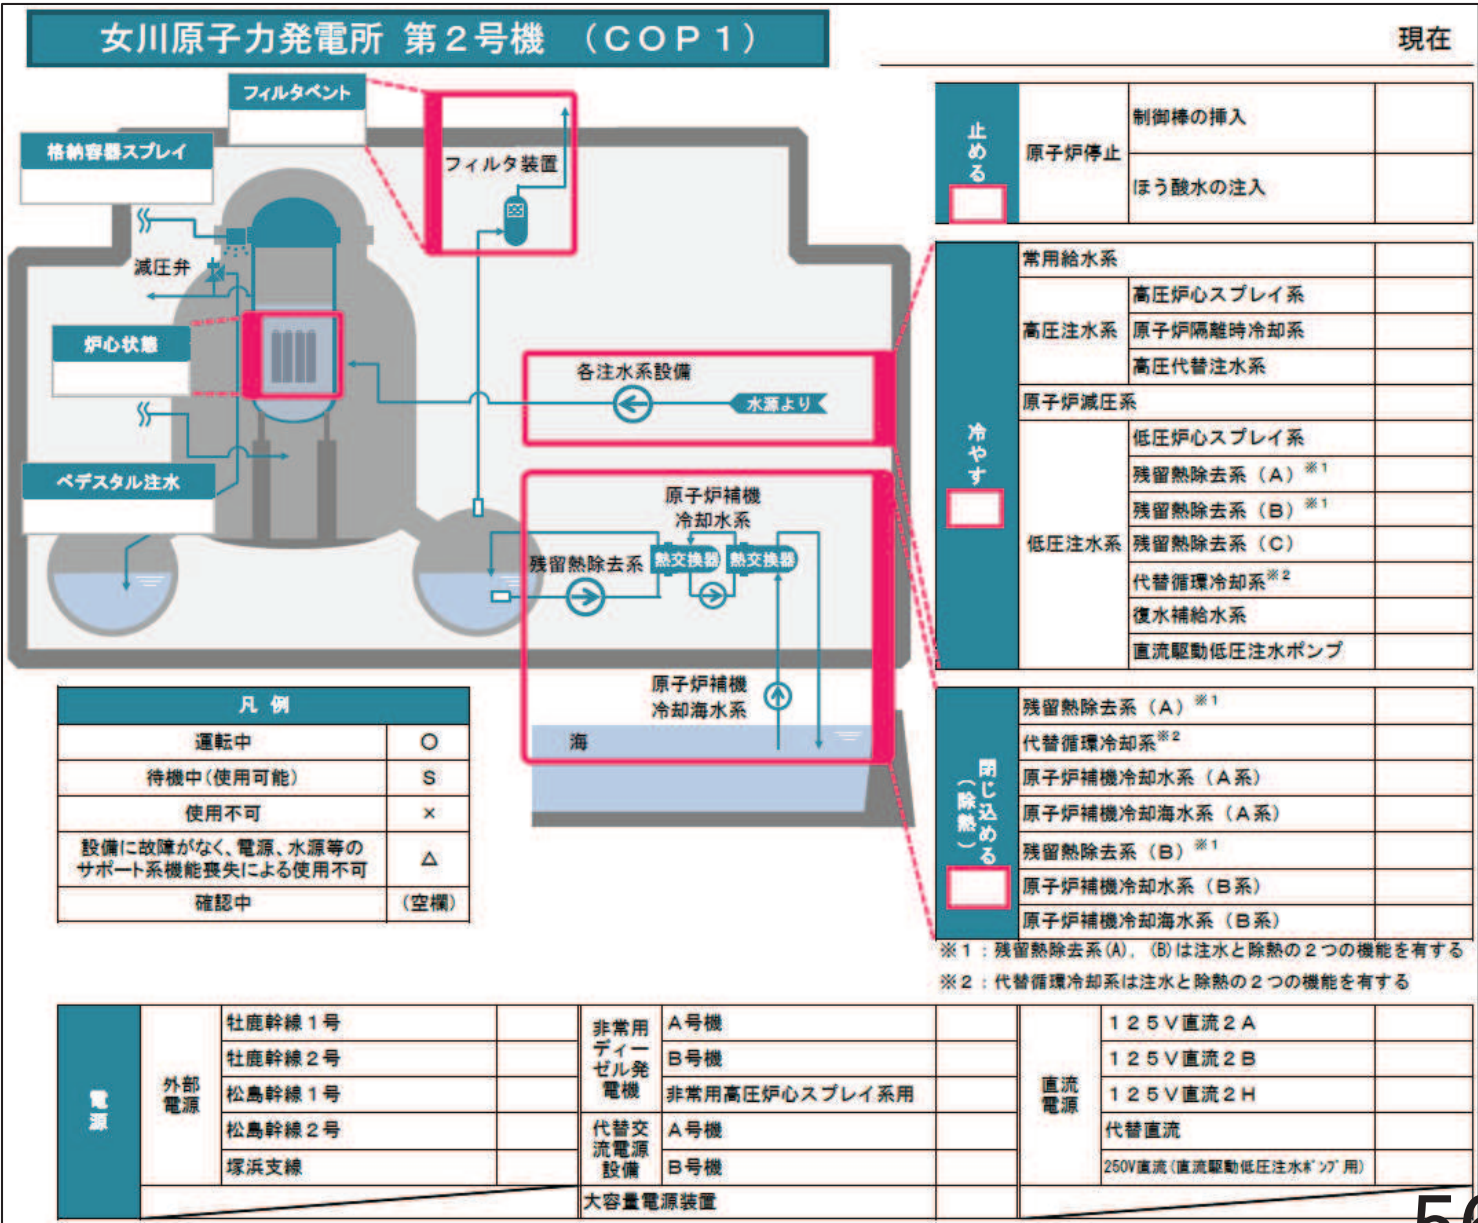 女川原子力発電所 第２号機 （ＣＯＰ１）
現在
フィルタベント
格納容器スプレイ
フィルタ装置
減圧弁
炉心状態
各注水系設備
水源より
ペデスタル注水
原子炉補機
冷却水系
残留熱除去系
熱交換器
熱交換器
原子炉補機
冷却海水系
海
止める
原子炉停止
制御棒の挿入
ほう酸水の注入
冷やす
常用給水系
高圧注水系
高圧炉心スプレイ系
原子炉隔離時冷却系
高圧代替注水系
原子炉減圧系
低圧注水系
低圧炉心スプレイ系
残留熱除去系（Ａ）※1
残留熱除去系（Ｂ）※1
残留熱除去系（Ｃ）
代替循環冷却系※2
復水補給水系
直流駆動低圧注水ポンプ
閉じ込める
（除熱）
残留熱除去系（Ａ）※1
代替循環冷却系※2
原子炉補機冷却水系（Ａ系）
原子炉補機冷却海水系（Ａ系）
残留熱除去系（Ｂ）※1
原子炉補機冷却水系（Ｂ系）
原子炉補機冷却海水系（Ｂ系）
※１：残留熱除去系(A)，(B)は注水と除熱の２つの機能を有する
※２：代替循環冷却系は注水と除熱の２つの機能を有する
凡 例
運転中 ○
待機中（使用可能） S
使用不可 ×
設備に故障がなく、電源、水源等の
サポート系機能喪失による使用不可 △
確認中 （空欄）
電源
外部
電源
牡鹿幹線１号
牡鹿幹線２号
松島幹線１号
松島幹線２号
塚浜支線
非常用
ディー
ゼル発
電機
A号機
B号機
非常用高圧炉心スプレイ系用
代替交
流電源
設備
A号機
B号機
大容量電源装置
直流
電源
１２５Ｖ直流２Ａ
１２５Ｖ直流２Ｂ
１２５Ｖ直流２Ｈ
代替直流
250V直流（直流駆動低圧注水ﾎﾟﾝﾌﾟ用）